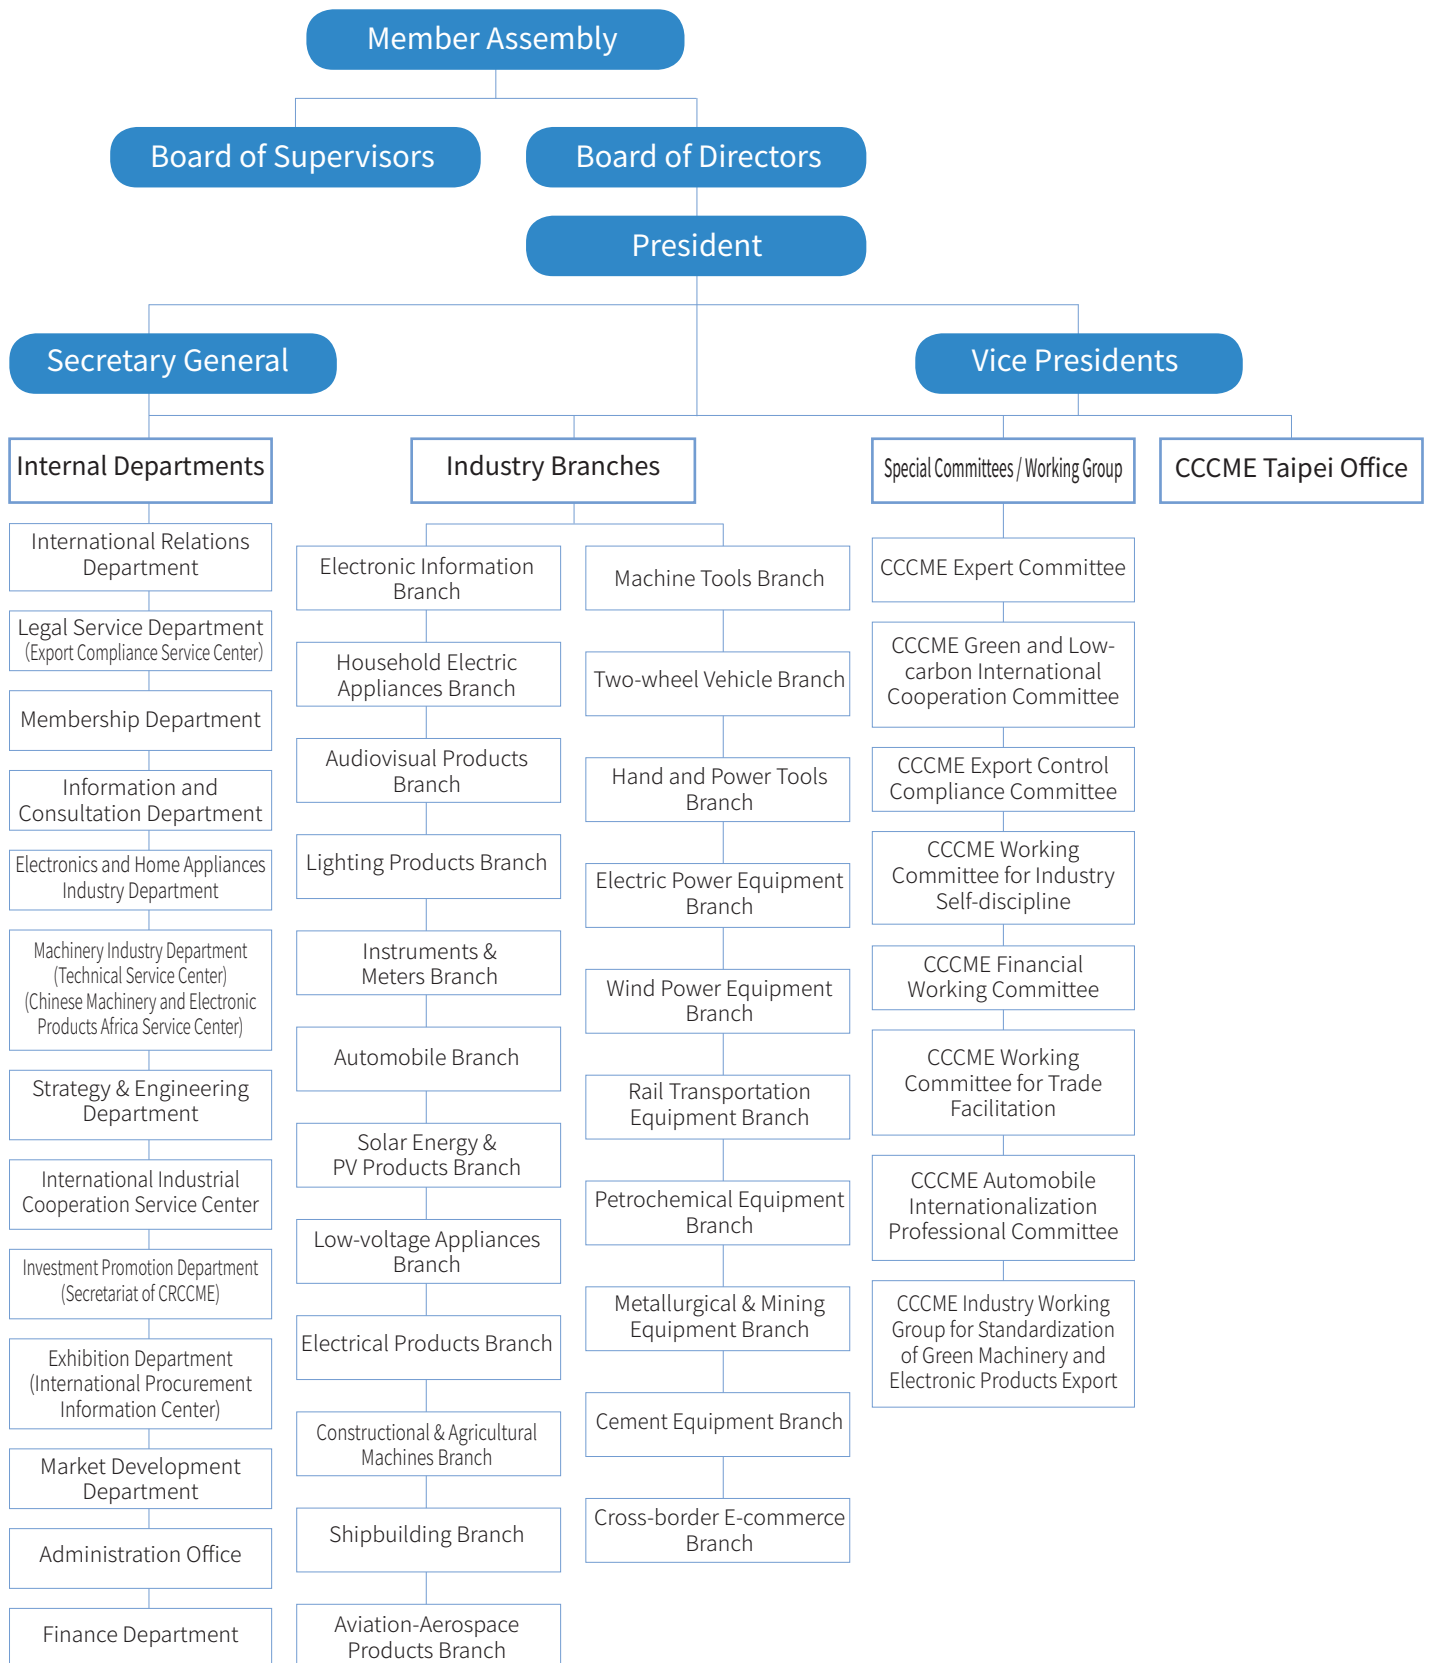 Member Assembly
Board of Supervisors
Board of Directors
President
Secretary General
Vice Presidents
Internal Departments
Industry Branches
Special Committees / Working Group
CCCME Taipei Office
International Relations
Department
Legal Service Department
(Export Compliance Service Center)
Membership Department
Information and
Consultation Department
Electronics and Home Appliances
Industry Department
Machinery Industry Department
(Technical Service Center)
(Chinese Machinery and Electronic
Products Africa Service Center)
Strategy & Engineering
Department
International Industrial
Cooperation Service Center
Investment Promotion Department
(Secretariat of CRCCME)
Exhibition Department
(International Procurement
Information Center)
Market Development
Department
Administration Office
Finance Department
Electronic Information
Branch
Household Electric
Appliances Branch
Audiovisual Products
Branch
Lighting Products Branch
Instruments &
Meters Branch
Automobile Branch
Solar Energy &
PV Products Branch
Low-voltage Appliances
Branch
Electrical Products Branch
Constructional & Agricultural
Machines Branch
Shipbuilding Branch
Aviation-Aerospace
Products Branch
Machine Tools Branch
Two-wheel Vehicle Branch
Hand and Power Tools
Branch
Electric Power Equipment
Branch
Wind Power Equipment
Branch
Rail Transportation
Equipment Branch
Petrochemical Equipment
Branch
Metallurgical & Mining
Equipment Branch
Cement Equipment Branch
Cross-border E-commerce
Branch
CCCME Expert Committee
CCCME Green and Low-
carbon International
Cooperation Committee
CCCME Export Control
Compliance Committee
CCCME Working
Committee for Industry
Self-discipline
CCCME Financial
Working Committee
CCCME Working
Committee for Trade
Facilitation
CCCME Automobile
Internationalization
Professional Committee
CCCME Industry Working
Group for Standardization
of Green Machinery and
Electronic Products Export